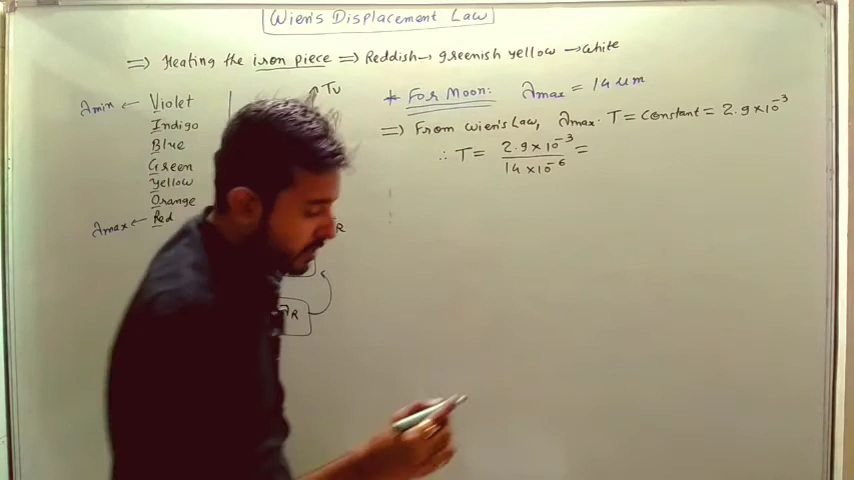 Wien's Displacement Law
=> Heating the iron piece => Reddish → greenish yellow → white
λmin ← Violet
Indigo
Blue
Green
Yellow
Orange
λmax ← Red
TV
R
λR
* For Moon: λmax = 14 μm
=> From Wien's Law, λmax. T = Constant = 2.9×10⁻³
∴ T = 2.9×10⁻³ / 14×10⁻⁶ =